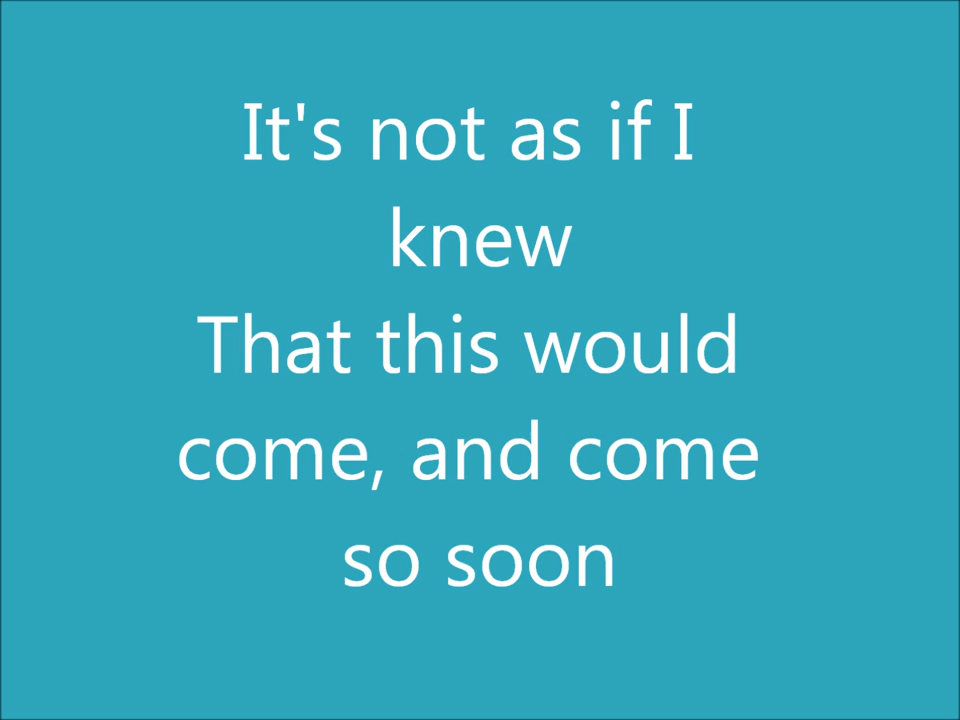 It's not as if I
knew
That this would
come, and come
so soon